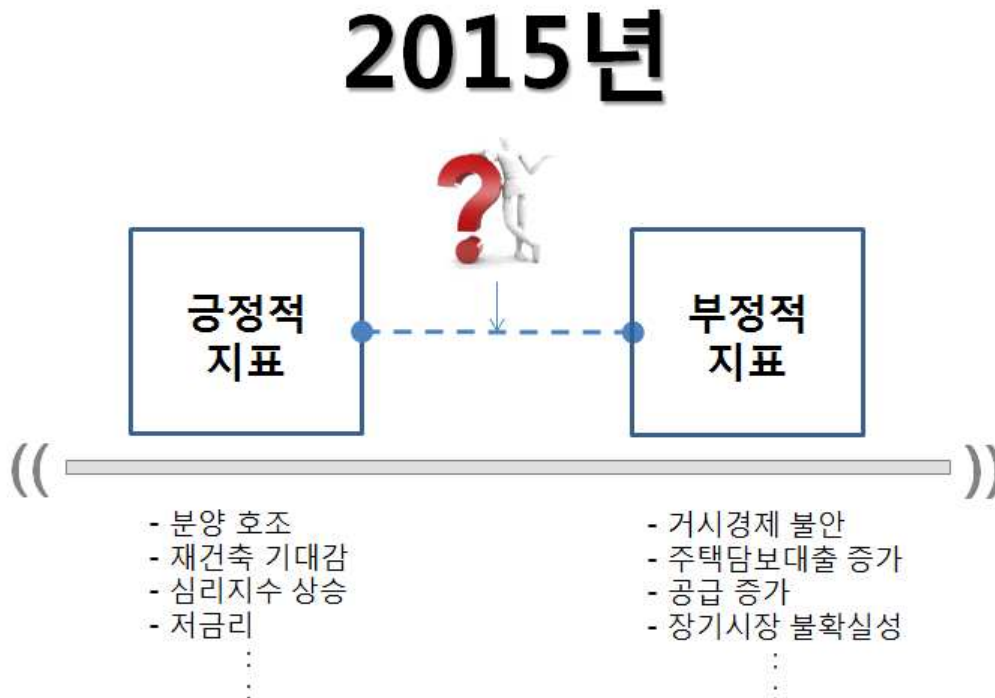 2015년
?
긍정적
지표
부정적
지표
((
))
- 분양 호조
- 재건축 기대감
- 심리지수 상승
- 저금리
- 거시경제 불안
- 주택담보대출 증가
- 공급 증가
- 장기시장 불확실성